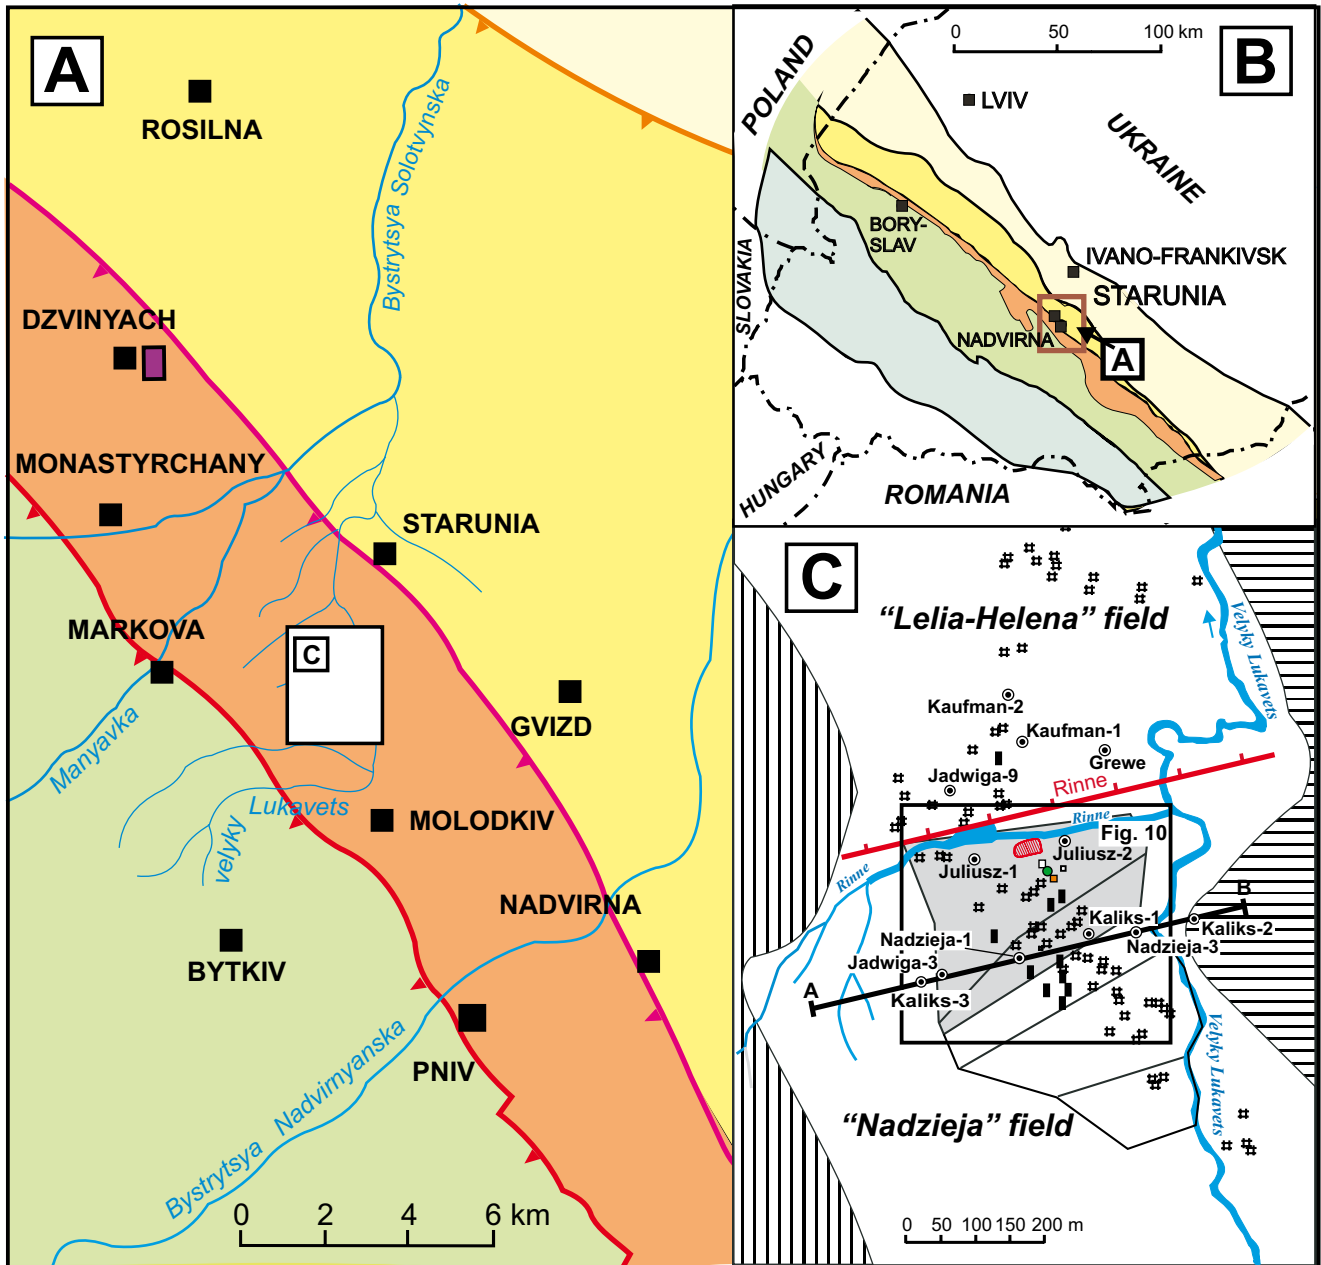 A
ROSILNA
Bystrytsya Solotvynska
DZVINYACH
MONASTYRCHANY
STARUNIA
MARKOVA
C
GVIZD
Manyavka
Lukavets
velyky
MOLODKIV
NADVIRNA
BYTKIV
PNIV
Bystrytsya Nadvirnyanska
0 2 4 6 km
B
0 50 100 km
POLAND
LVIV
UKRAINE
BORY-
SLAV
IVANO-FRANKIVSK
STARUNIA
SLOVAKIA
NADVIRNA
A
HUNGARY
ROMANIA
C
“Lelia-Helena” field
Velyky Lukavets
Kaufman-2
Kaufman-1
Grewe
Jadwiga-9
Rinne
Rinne
Fig. 10
Juliusz-2
Juliusz-1
Rinne
B
Kaliks-1
Kaliks-2
Nadzieja-1
Nadzieja-3
Jadwiga-3
A
Kaliks-3
Velyky Lukavets
“Nadzieja” field
0 50 100 150 200 m